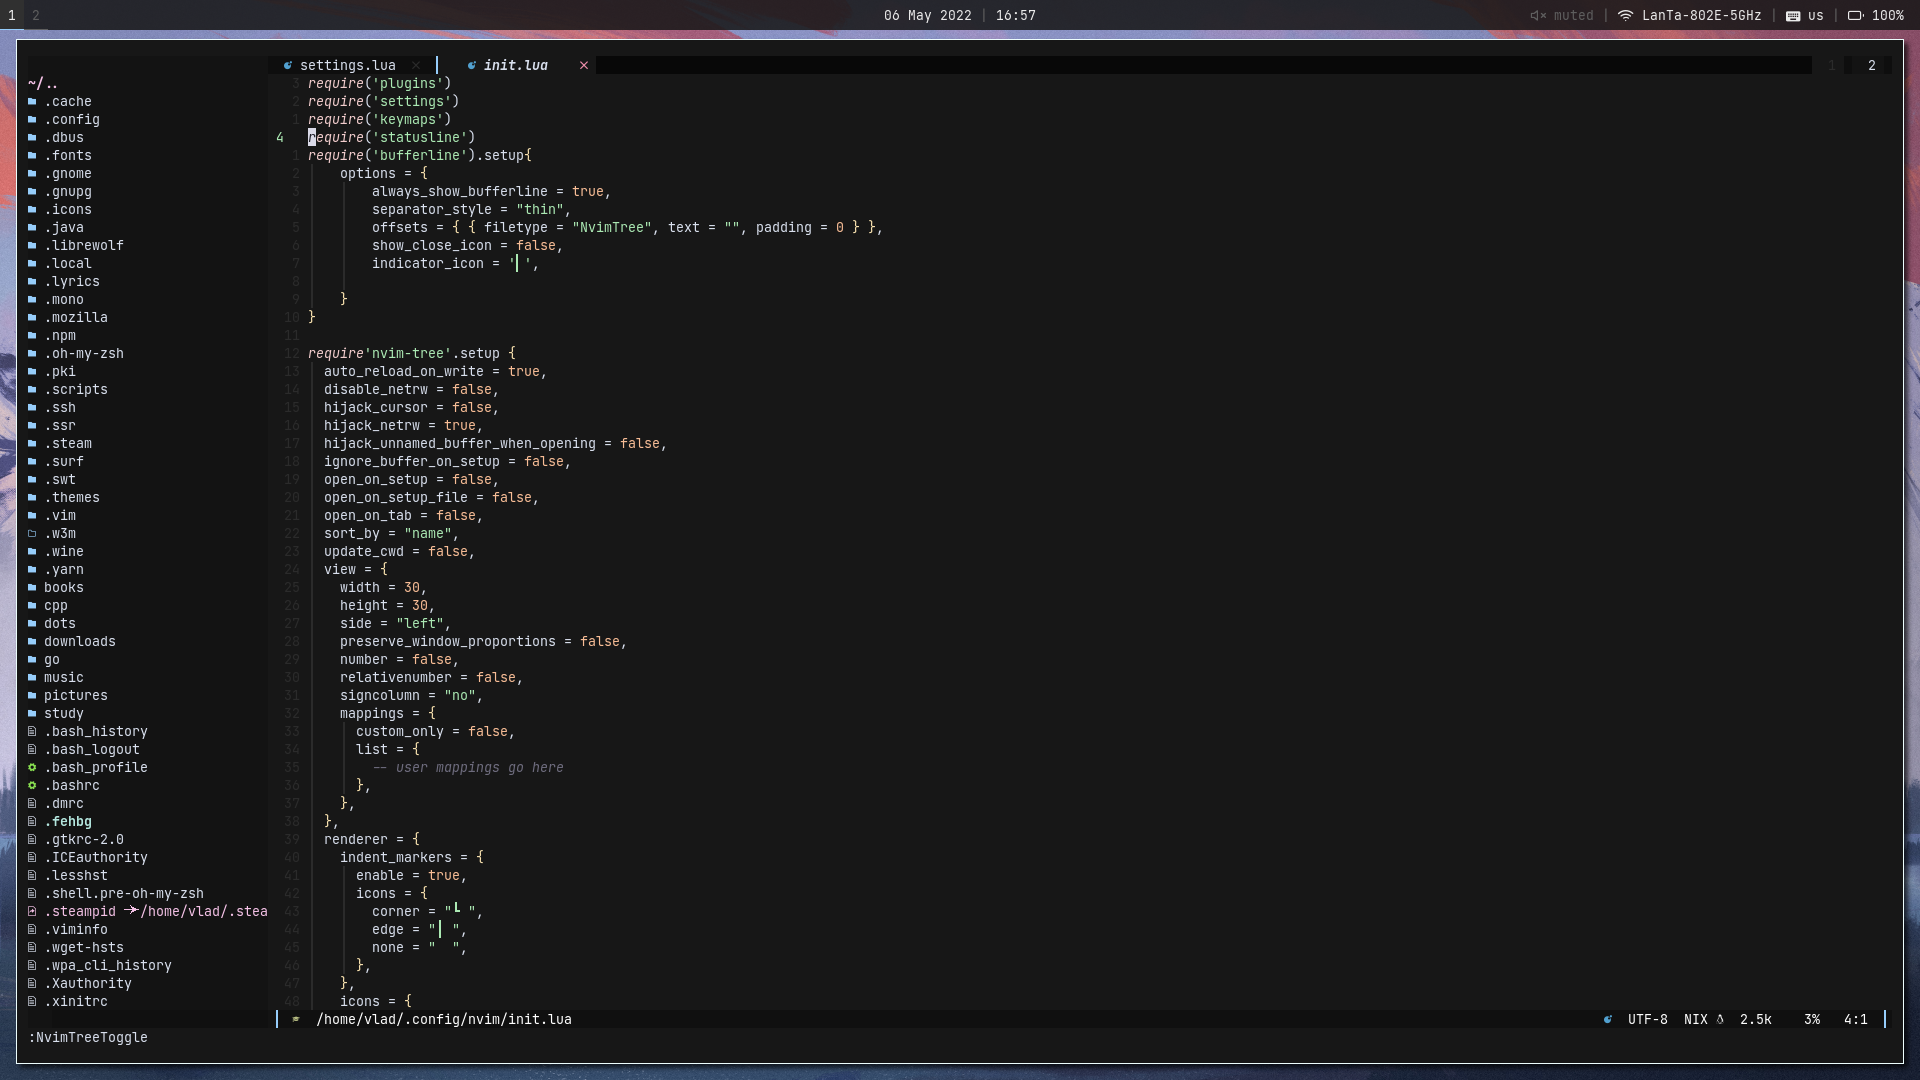 1 2 06 May 2022 | 16:57 muted | LanTa-802E-5GHz | us | 100%
settings.lua × init.lua × 1 2
~/..
.cache
.config
.dbus
.fonts
.gnome
.gnupg
.icons
.java
.librewolf
.local
.lyrics
.mono
.mozilla
.npm
.oh-my-zsh
.pki
.scripts
.ssh
.ssr
.steam
.surf
.swt
.themes
.vim
.w3m
.wine
.yarn
books
cpp
dots
downloads
go
music
pictures
study
.bash_history
.bash_logout
.bash_profile
.bashrc
.dmrc
.fehbg
.gtkrc-2.0
.ICEauthority
.lesshst
.shell.pre-oh-my-zsh
.steampid → /home/vlad/.stea
.viminfo
.wget-hsts
.wpa_cli_history
.Xauthority
.xinitrc
3 require('plugins')
2 require('settings')
1 require('keymaps')
4 require('statusline')
1 require('bufferline').setup{
2 options = {
3 always_show_bufferline = true,
4 separator_style = "thin",
5 offsets = { { filetype = "NvimTree", text = "", padding = 0 } },
6 show_close_icon = false,
7 indicator_icon = '▎',
8
9 }
10 }
11
12 require'nvim-tree'.setup {
13 auto_reload_on_write = true,
14 disable_netrw = false,
15 hijack_cursor = false,
16 hijack_netrw = true,
17 hijack_unnamed_buffer_when_opening = false,
18 ignore_buffer_on_setup = false,
19 open_on_setup = false,
20 open_on_setup_file = false,
21 open_on_tab = false,
22 sort_by = "name",
23 update_cwd = false,
24 view = {
25 width = 30,
26 height = 30,
27 side = "left",
28 preserve_window_proportions = false,
29 number = false,
30 relativenumber = false,
31 signcolumn = "no",
32 mappings = {
33 custom_only = false,
34 list = {
35 -- user mappings go here
36 },
37 },
38 },
39 renderer = {
40 indent_markers = {
41 enable = true,
42 icons = {
43 corner = "└ ",
44 edge = "│ ",
45 none = "  ",
46 },
47 },
48 icons = {
/home/vlad/.config/nvim/init.lua UTF-8 NIX 2.5k 3% 4:1
:NvimTreeToggle